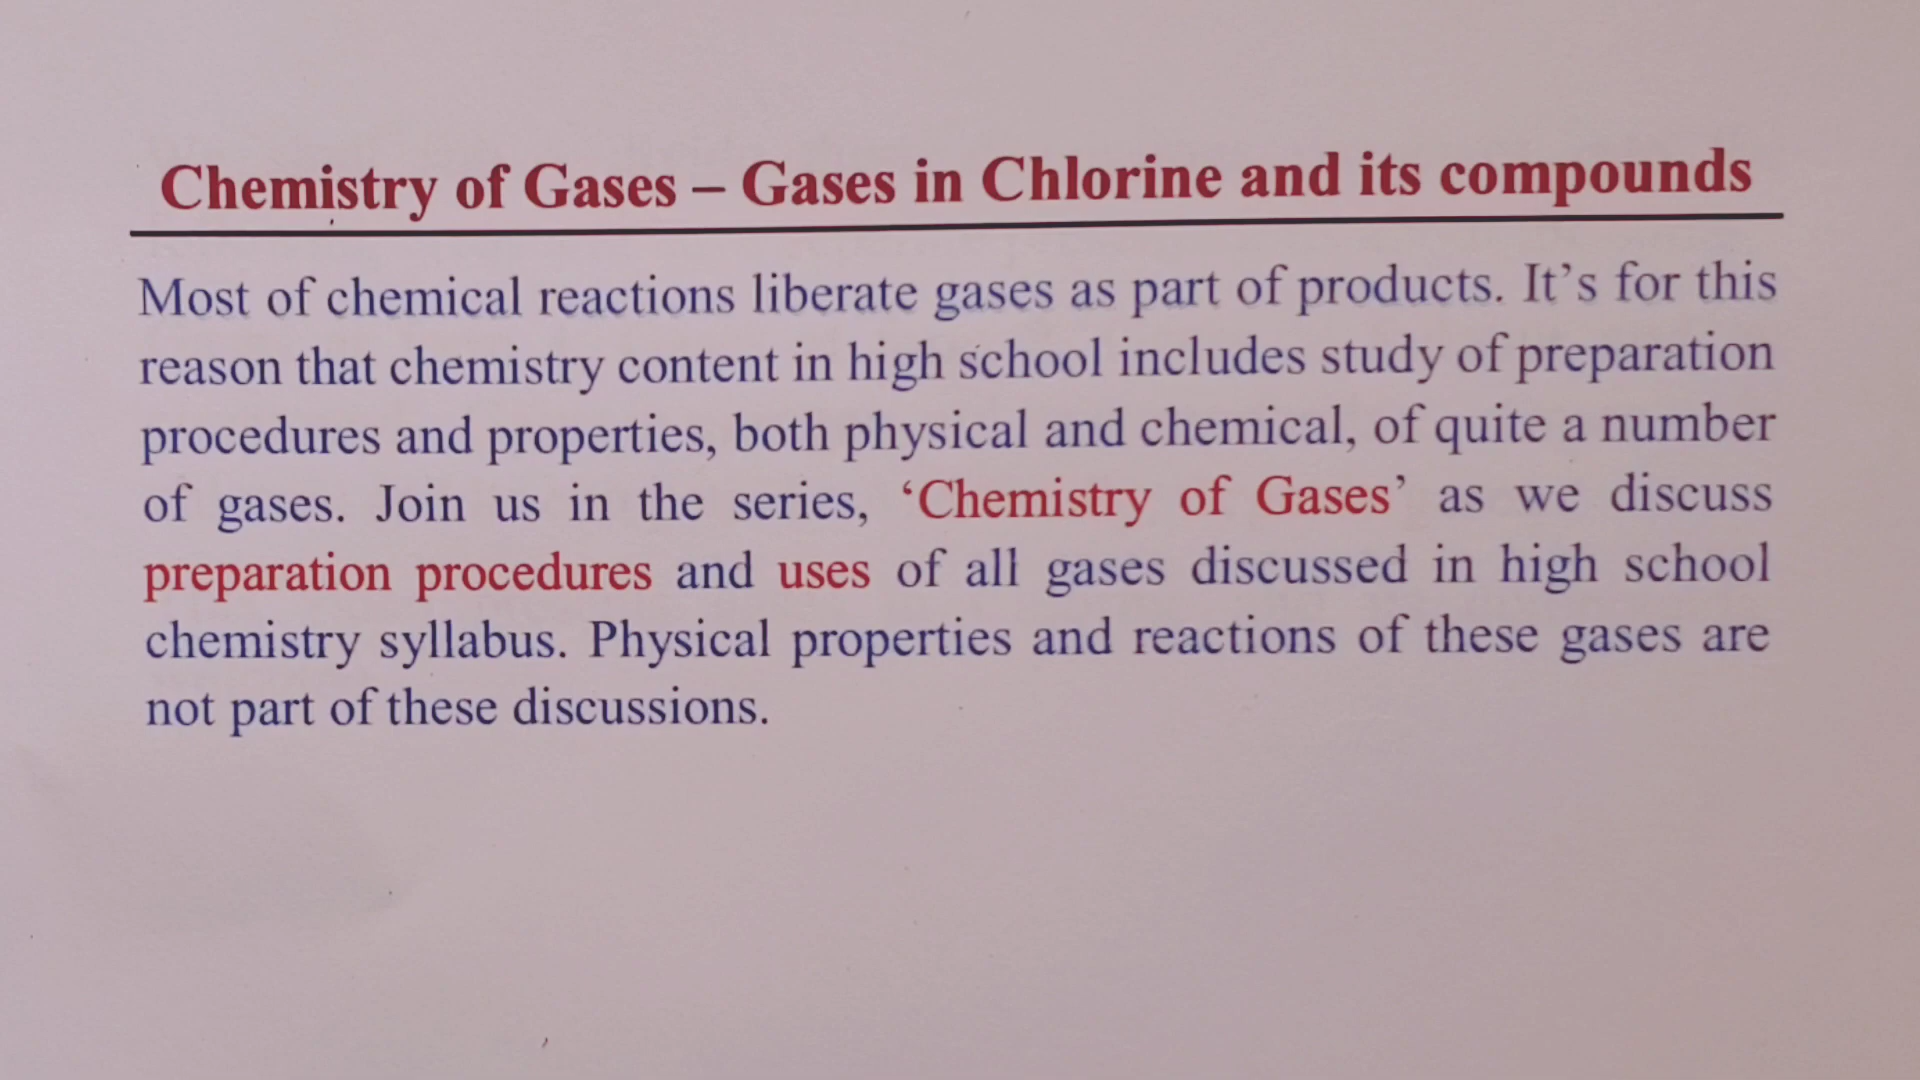 Chemistry of Gases – Gases in Chlorine and its compounds
Most of chemical reactions liberate gases as part of products. It’s for this
reason that chemistry content in high school includes study of preparation
procedures and properties, both physical and chemical, of quite a number
of gases. Join us in the series, ‘Chemistry of Gases’ as we discuss
preparation procedures and uses of all gases discussed in high school
chemistry syllabus. Physical properties and reactions of these gases are
not part of these discussions.